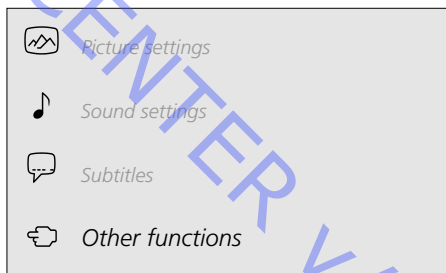 Picture settings
Sound settings
Subtitles
Other functions
CENTER